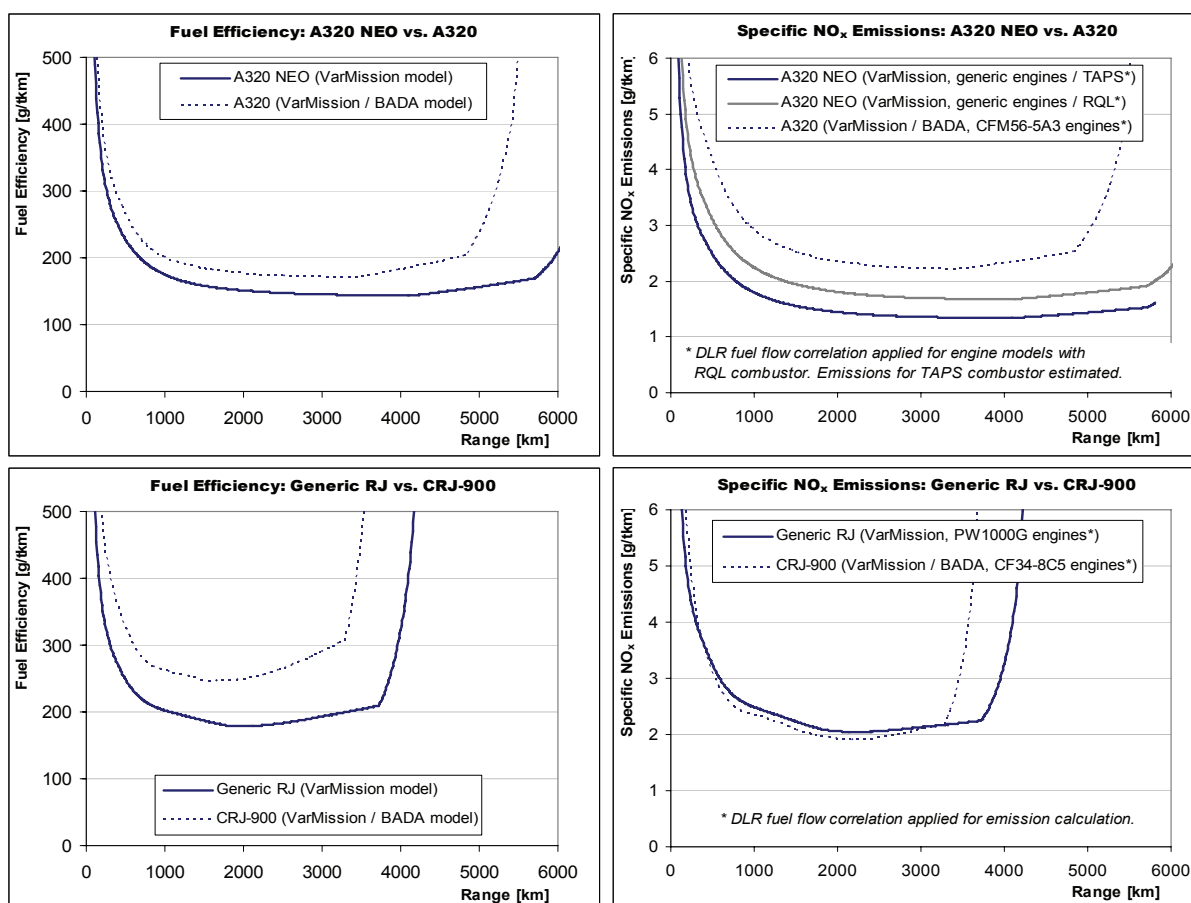 Fuel Efficiency: A320 NEO vs. A320
Fuel Efficiency [g/tkm]
500
400
300
200
100
0
A320 NEO (VarMission model)
A320 (VarMission / BADA model)
0 1000 2000 3000 4000 5000 6000
Range [km]
Specific NOₓ Emissions: A320 NEO vs. A320
Specific NOₓ Emissions [g/tkm]
6
5
4
3
2
1
0
A320 NEO (VarMission, generic engines / TAPS*)
A320 NEO (VarMission, generic engines / RQL*)
A320 (VarMission / BADA, CFM56-5A3 engines*)
* DLR fuel flow correlation applied for engine models with
RQL combustor. Emissions for TAPS combustor estimated.
0 1000 2000 3000 4000 5000 6000
Range [km]
Fuel Efficiency: Generic RJ vs. CRJ-900
Fuel Efficiency [g/tkm]
500
400
300
200
100
0
Generic RJ (VarMission model)
CRJ-900 (VarMission / BADA model)
0 1000 2000 3000 4000 5000 6000
Range [km]
Specific NOₓ Emissions: Generic RJ vs. CRJ-900
Specific NOₓ Emissions [g/tkm]
6
5
4
3
2
1
0
Generic RJ (VarMission, PW1000G engines*)
CRJ-900 (VarMission / BADA, CF34-8C5 engines*)
* DLR fuel flow correlation applied for emission calculation.
0 1000 2000 3000 4000 5000 6000
Range [km]